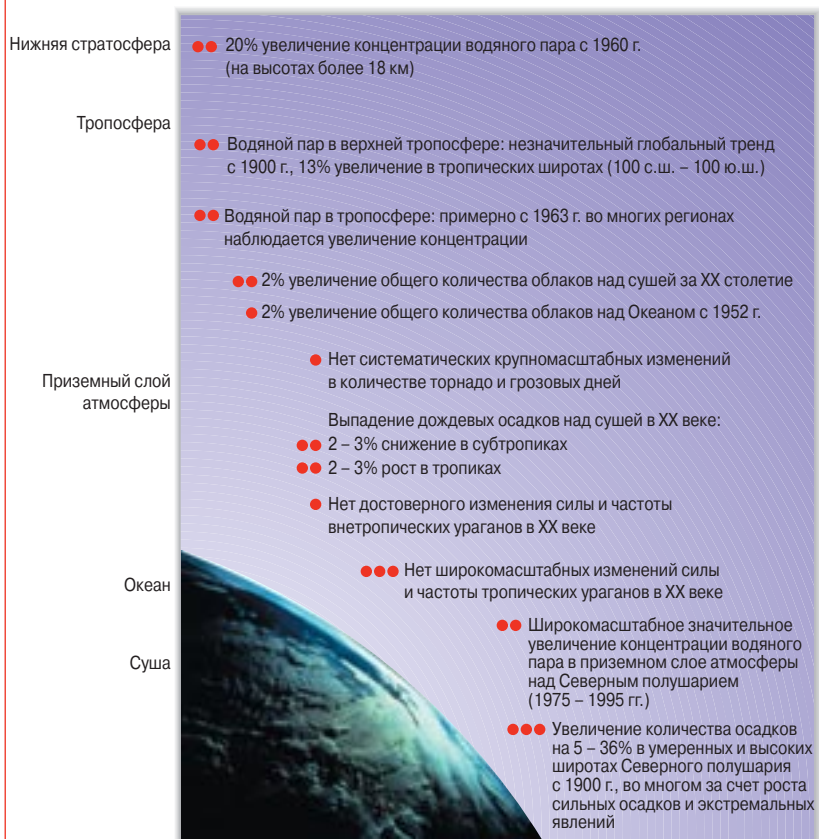 Нижняя стратосфера
20% увеличение концентрации водяного пара с 1960 г.
(на высотах более 18 км)
Тропосфера
Водяной пар в верхней тропосфере: незначительный глобальный тренд
с 1900 г., 13% увеличение в тропических широтах (100 с.ш. – 100 ю.ш.)
Водяной пар в тропосфере: примерно с 1963 г. во многих регионах
наблюдается увеличение концентрации
2% увеличение общего количества облаков над сушей за XX столетие
2% увеличение общего количества облаков над Океаном с 1952 г.
Приземный слой
атмосферы
Нет систематических крупномасштабных изменений
в количестве торнадо и грозовых дней
Выпадение дождевых осадков над сушей в XX веке:
2 – 3% снижение в субтропиках
2 – 3% рост в тропиках
Нет достоверного изменения силы и частоты
внетропических ураганов в XX веке
Океан
Нет широкомасштабных изменений силы
и частоты тропических ураганов в XX веке
Суша
Широкомасштабное значительное
увеличение концентрации водяного
пара в приземном слое атмосферы
над Северным полушарием
(1975 – 1995 гг.)
Увеличение количества осадков
на 5 – 36% в умеренных и высоких
широтах Северного полушария
с 1900 г., во многом за счет роста
сильных осадков и экстремальных
явлений